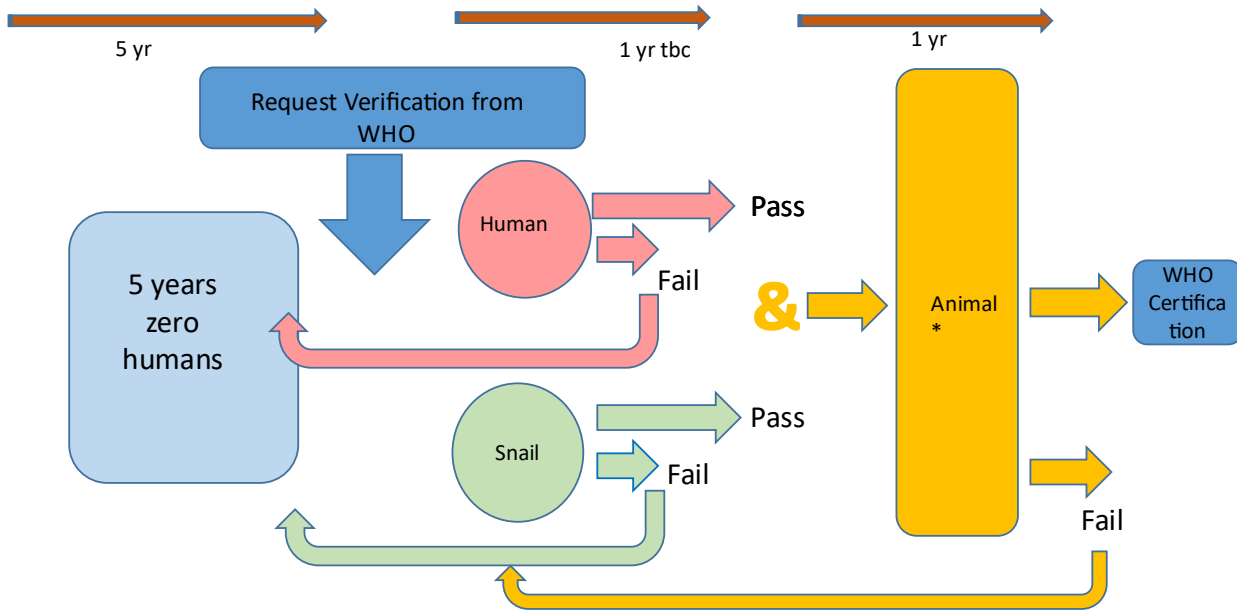 5 yr
1 yr tbc
1 yr
Request Verification from
WHO
Human
Pass
Fail
5 years
zero
humans
&
Animal
*
WHO
Certifica
tion
Snail
Pass
Fail
Fail